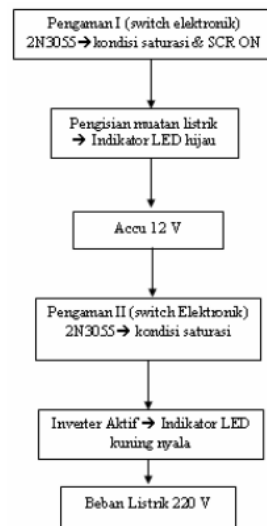 Pengaman I (switch elektronik)
2N3055→kondisi saturasi & SCR ON
Pengisian muatan listrik
→ Indikator LED hijau
Accu 12 V
Pengaman II (switch Elektronik)
2N3055→ kondisi saturasi
Inverter Aktif → Indikator LED
kuning nyala
Beban Listrik 220 V